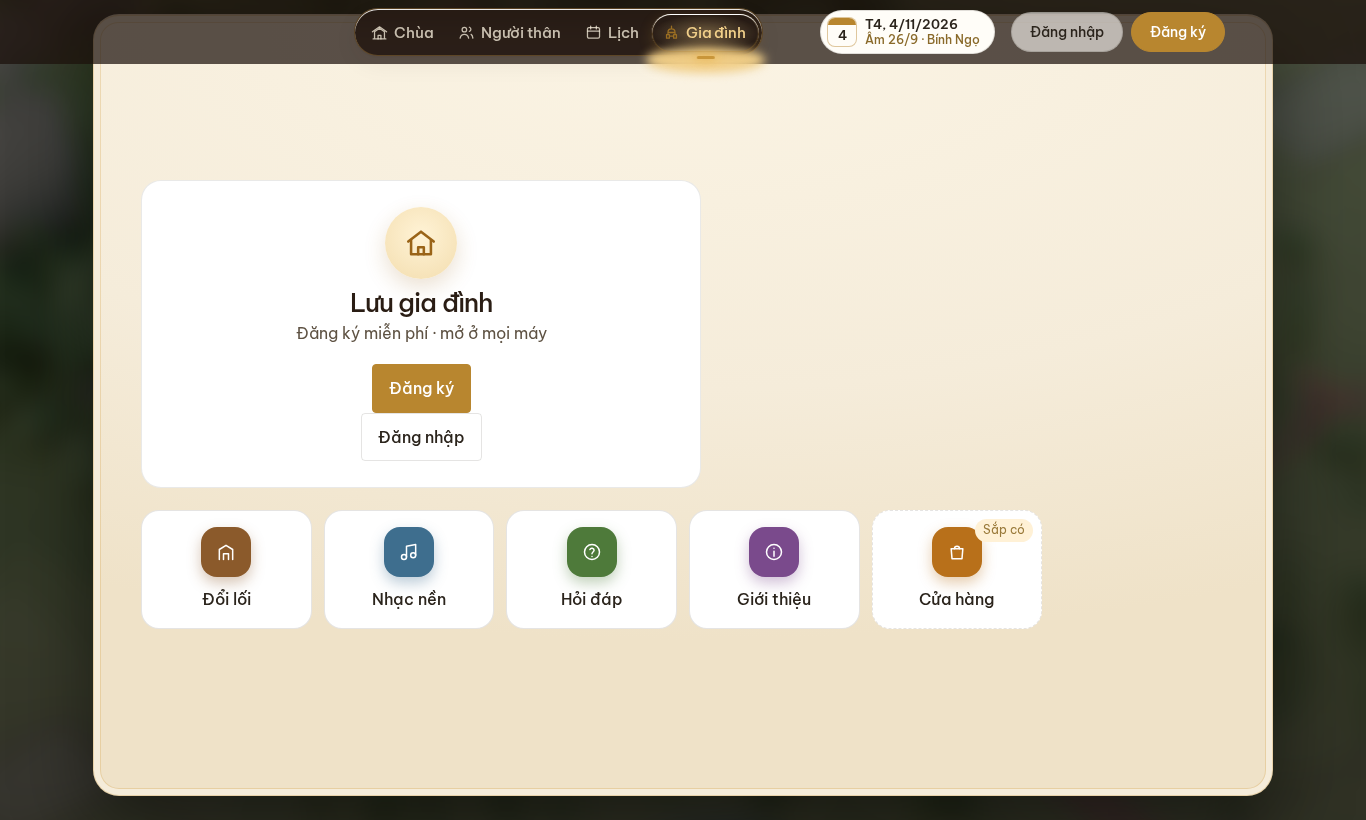 Chùa
Người thân
Lịch
Gia đình
4
T4, 4/11/2026
Âm 26/9 · Bính Ngọ
Đăng nhập
Đăng ký
Lưu gia đình
Đăng ký miễn phí · mở ở mọi máy
Đăng ký
Đăng nhập
Đổi lối
Nhạc nền
Hỏi đáp
Giới thiệu
Sắp có
Cửa hàng